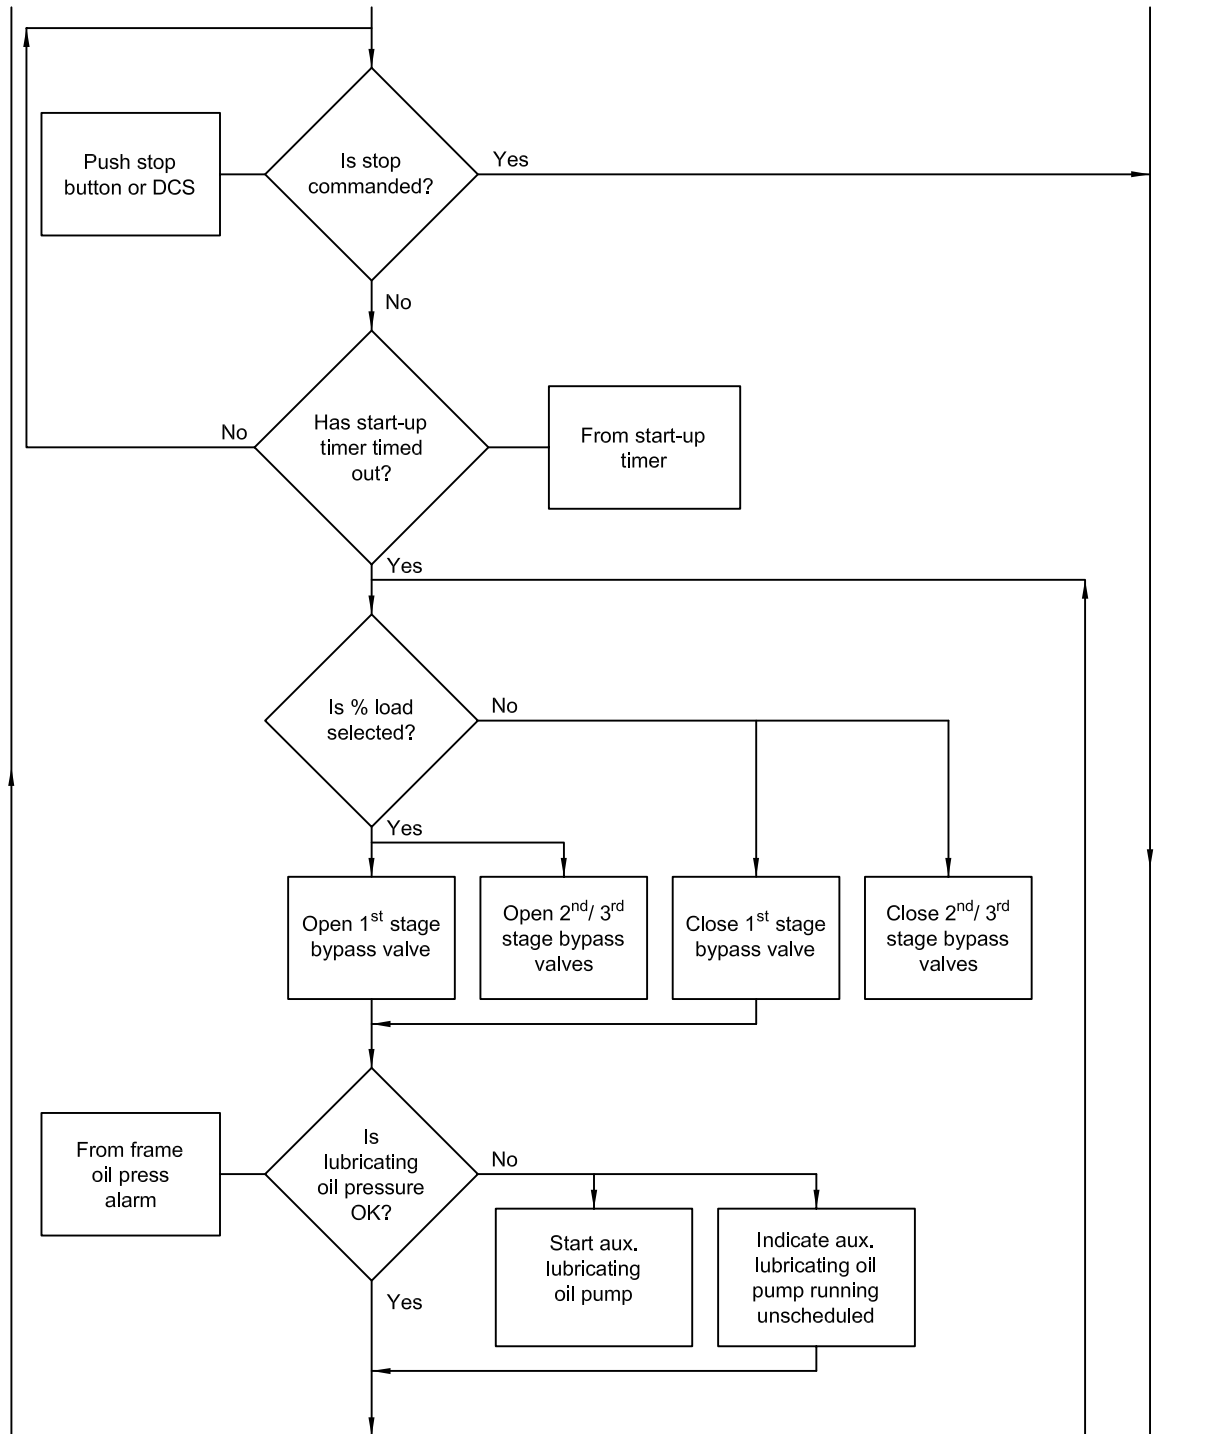 Push stop
button or DCS
Is stop
commanded?
Yes
No
Has start-up
timer timed
out?
No
From start-up
timer
Yes
Is % load
selected?
No
Yes
Open 1st stage
bypass valve
Open 2nd/ 3rd
stage bypass
valves
Close 1st stage
bypass valve
Close 2nd/ 3rd
stage bypass
valves
From frame
oil press
alarm
Is
lubricating
oil pressure
OK?
No
Start aux.
lubricating
oil pump
Indicate aux.
lubricating oil
pump running
unscheduled
Yes